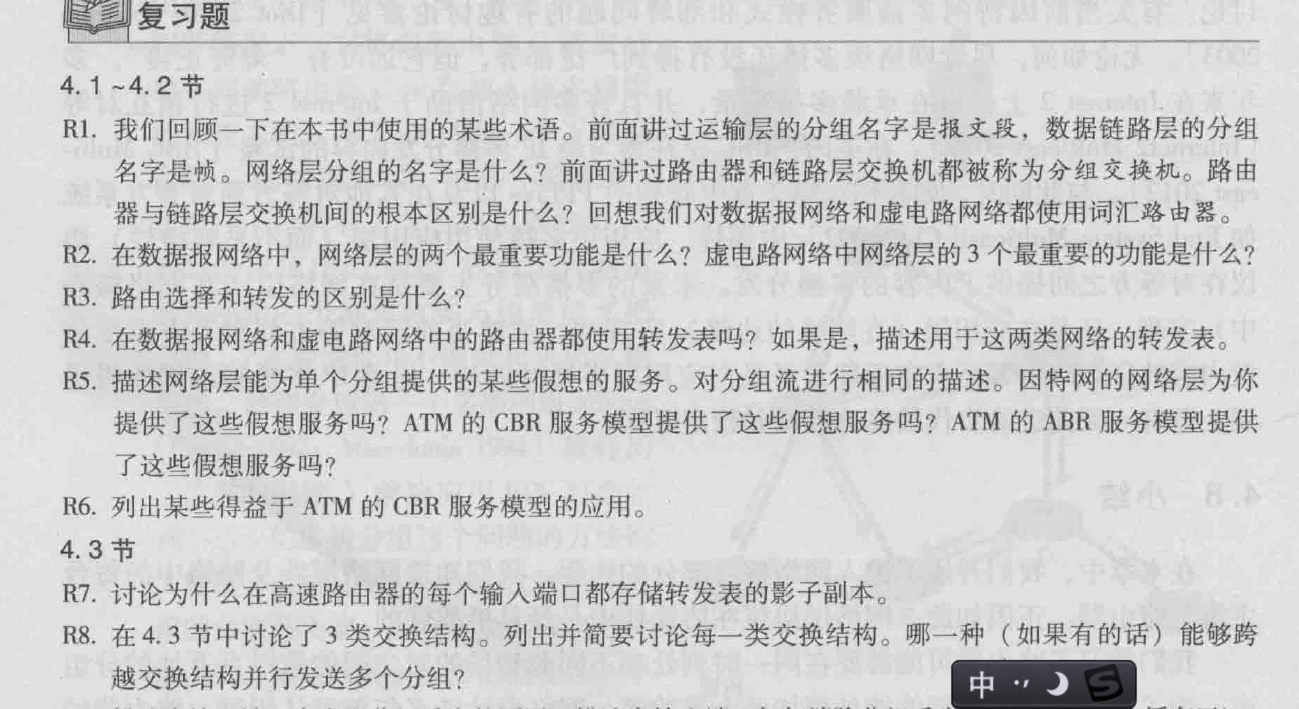 复习题
4.1~4.2 节
R1. 我们回顾一下在本书中使用的某些术语。前面讲过运输层的分组名字是报文段，数据链路层的分组
名字是帧。网络层分组的名字是什么？前面讲过路由器和链路层交换机都被称为分组交换机。路由
器与链路层交换机间的根本区别是什么？回想我们对数据报网络和虚电路网络都使用词汇路由器。
R2. 在数据报网络中，网络层的两个最重要功能是什么？虚电路网络中网络层的 3 个最重要的功能是什么？
R3. 路由选择和转发的区别是什么？
R4. 在数据报网络和虚电路网络中的路由器都使用转发表吗？如果是，描述用于这两类网络的转发表。
R5. 描述网络层能为单个分组提供的某些假想的服务。对分组流进行相同的描述。因特网的网络层为你
提供了这些假想服务吗？ATM 的 CBR 服务模型提供了这些假想服务吗？ATM 的 ABR 服务模型提供
了这些假想服务吗？
R6. 列出某些得益于 ATM 的 CBR 服务模型的应用。
4.3 节
R7. 讨论为什么在高速路由器的每个输入端口都存储转发表的影子副本。
R8. 在 4.3 节中讨论了 3 类交换结构。列出并简要讨论每一类交换结构。哪一种（如果有的话）能够跨
越交换结构并行发送多个分组？
中